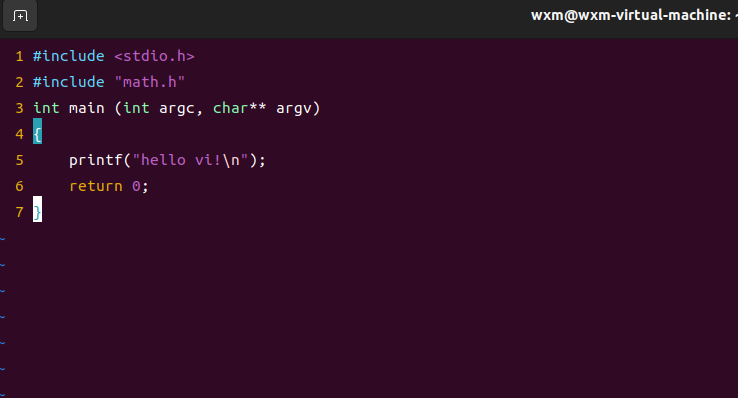 wxm@wxm-virtual-machine: ~
1 #include <stdio.h>
2 #include "math.h"
3 int main (int argc, char** argv)
4 {
5     printf("hello vi!\n");
6     return 0;
7 }
~
~
~
~
~
~
~